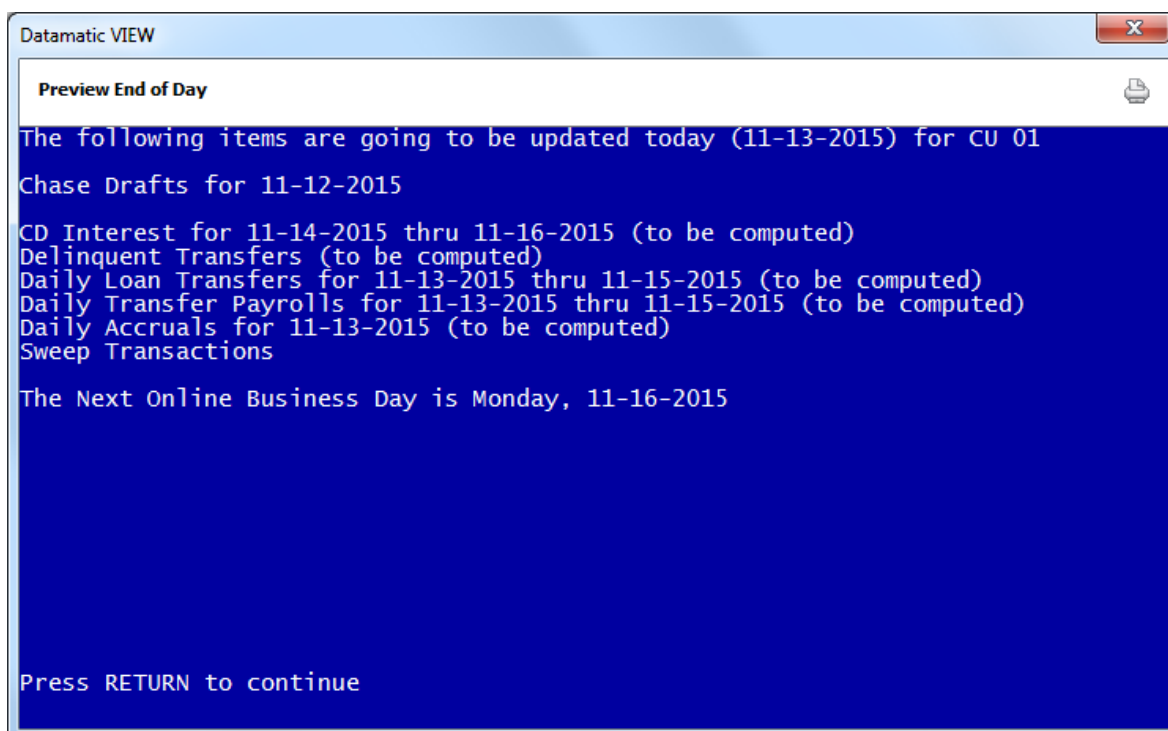 Datamatic VIEW
Preview End of Day
The following items are going to be updated today (11-13-2015) for CU 01
Chase Drafts for 11-12-2015
CD Interest for 11-14-2015 thru 11-16-2015 (to be computed)
Delinquent Transfers (to be computed)
Daily Loan Transfers for 11-13-2015 thru 11-15-2015 (to be computed)
Daily Transfer Payrolls for 11-13-2015 thru 11-15-2015 (to be computed)
Daily Accruals for 11-13-2015 (to be computed)
Sweep Transactions
The Next Online Business Day is Monday, 11-16-2015
Press RETURN to continue